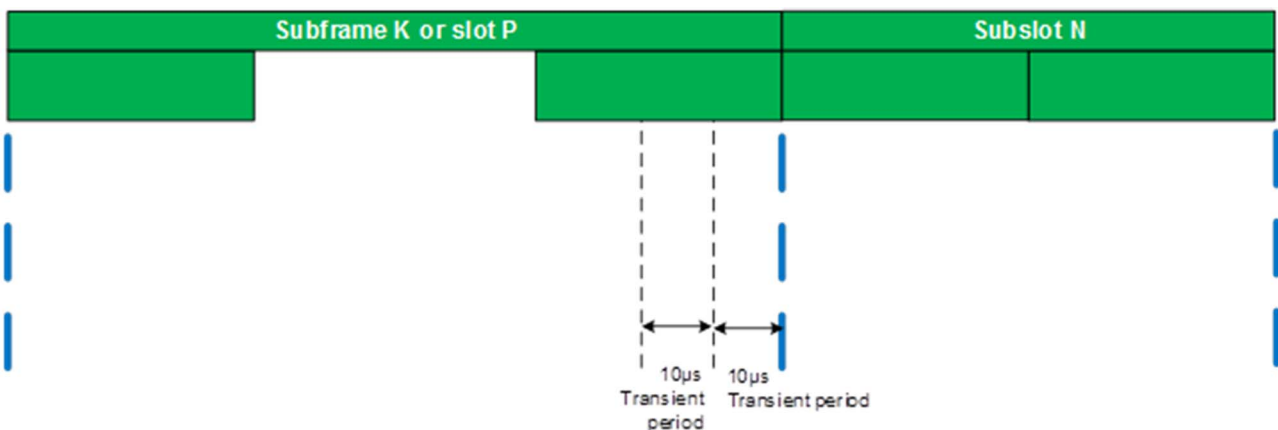 Subframe K or slot P
Subslot N
10µs
Transient
period
10µs
Transient period